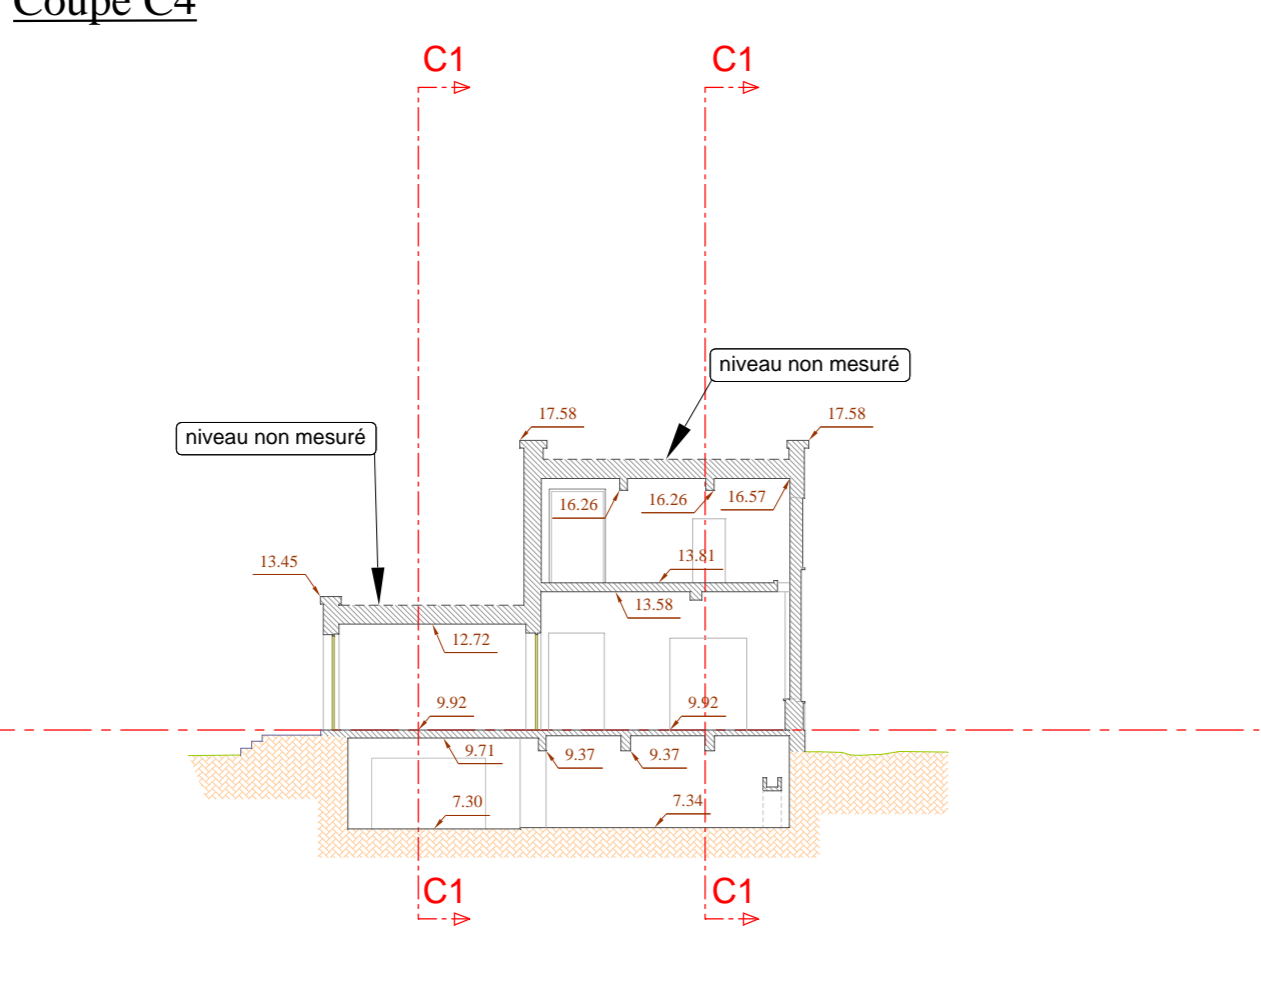 Coupe C4
C1 C1
niveau non mesuré
17.58 17.58
niveau non mesuré
16.26 16.26 16.57
13.45 13.81
13.58
12.72
9.92 9.92
9.71 9.37 9.37
7.30 7.34
C1 C1